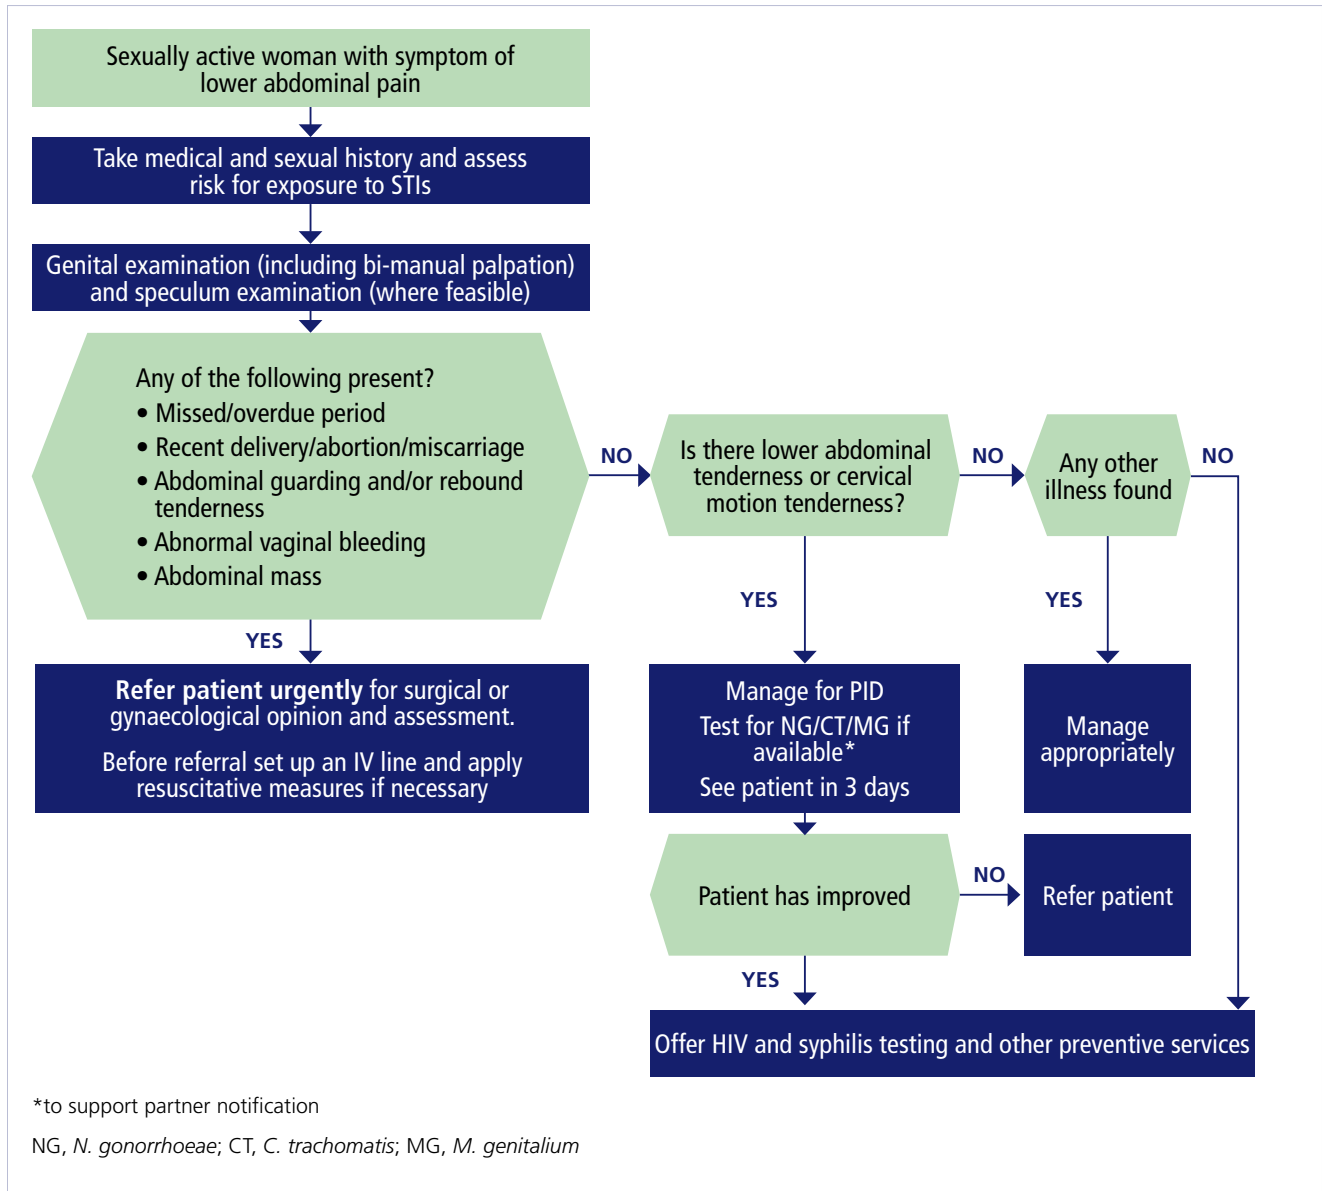 Sexually active woman with symptom of
lower abdominal pain
Take medical and sexual history and assess
risk for exposure to STIs
Genital examination (including bi-manual palpation)
and speculum examination (where feasible)
Any of the following present?
• Missed/overdue period
• Recent delivery/abortion/miscarriage
• Abdominal guarding and/or rebound
tenderness
• Abnormal vaginal bleeding
• Abdominal mass
NO
Is there lower abdominal
tenderness or cervical
motion tenderness?
NO
Any other
illness found
NO
YES
YES
YES
Refer patient urgently for surgical or
gynaecological opinion and assessment.
Before referral set up an IV line and apply
resuscitative measures if necessary
Manage for PID
Test for NG/CT/MG if
available*
See patient in 3 days
Manage
appropriately
Patient has improved
NO
Refer patient
YES
Offer HIV and syphilis testing and other preventive services
*to support partner notification
NG, N. gonorrhoeae; CT, C. trachomatis; MG, M. genitalium